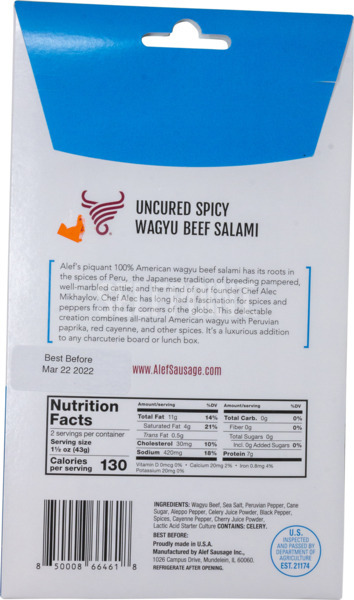 UNCURED SPICY
WAGYU BEEF SALAMI
Alef's piquant 100% American wagyu beef salami has its roots in
the spices of Peru, the Japanese tradition of breeding pampered,
well-marbled cattle; and the mind of our founder Chef Alec
Mikhaylov. Chef Alec has long had a fascination for spices and
peppers from the far corners of the globe. This delectable
creation combines all-natural American wagyu with Peruvian
paprika, red cayenne, and other spices. It's a luxurious addition
to any charcuterie board or lunch box.
Best Before
Mar 22 2022
www.AlefSausage.com
Nutrition
Facts
2 servings per container
Serving size
1½ oz (43g)
Calories
per serving 130
Amount/serving %DV
Total Fat 11g 14%
Saturated Fat 4g 21%
Trans Fat 0.5g
Cholesterol 30mg 10%
Sodium 420mg 18%
Amount/serving %DV
Total Carb. 0g 0%
Fiber 0g 0%
Total Sugars 0g
Incl. 0g Added Sugars 0%
Protein 7g
Vitamin D 0mcg 0% • Calcium 20mg 2% • Iron 0.8mg 4%
Potassium 20mg 0%
INGREDIENTS: Wagyu Beef, Sea Salt, Peruvian Pepper, Cane
Sugar, Aleppo Pepper, Celery Juice Powder, Black Pepper,
Spices, Cayenne Pepper, Cherry Juice Powder,
Lactic Acid Starter Culture CONTAINS: CELERY.
BEST BEFORE:
Proudly made in U.S.A.
Manufactured by Alef Sausage Inc.,
1026 Campus Drive, Mundelein, IL 60060.
REFRIGERATE AFTER OPENING.
U.S.
INSPECTED
AND PASSED BY
DEPARTMENT OF
AGRICULTURE
EST. 21174
8 50008 66461 8